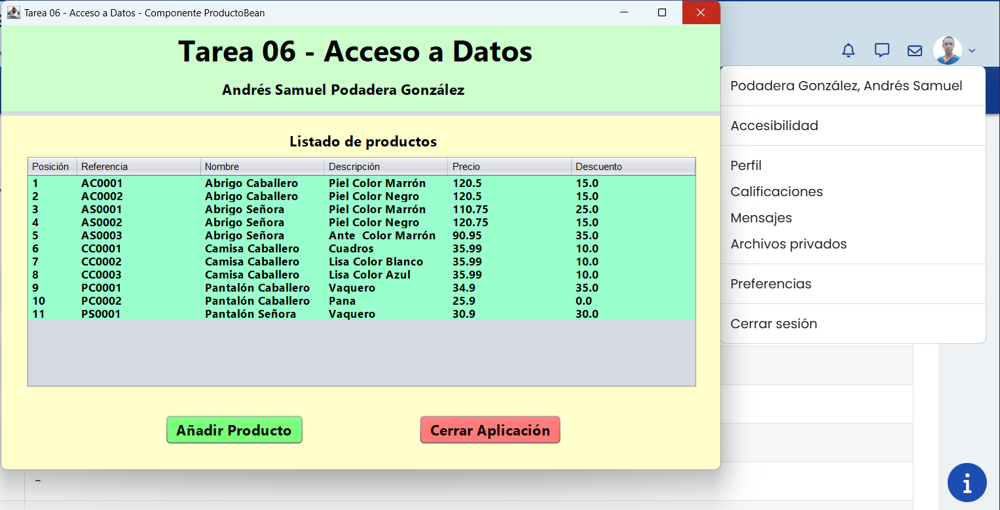 Tarea 06 - Acceso a Datos - Componente ProductoBean
Tarea 06 - Acceso a Datos
Andrés Samuel Podadera González
Listado de productos
Posición Referencia Nombre Descripción Precio Descuento
1 AC0001 Abrigo Caballero Piel Color Marrón 120.5 15.0
2 AC0002 Abrigo Caballero Piel Color Negro 120.5 15.0
3 AS0001 Abrigo Señora Piel Color Marrón 110.75 25.0
4 AS0002 Abrigo Señora Piel Color Negro 120.75 15.0
5 AS0003 Abrigo Señora Ante  Color Marrón 90.95 35.0
6 CC0001 Camisa Caballero Cuadros 35.99 10.0
7 CC0002 Camisa Caballero Lisa Color Blanco 35.99 10.0
8 CC0003 Camisa Caballero Lisa Color Azul 35.99 10.0
9 PC0001 Pantalón Caballero Vaquero 34.9 35.0
10 PC0002 Pantalón Caballero Pana 25.9 0.0
11 PS0001 Pantalón Señora Vaquero 30.9 30.0
Añadir Producto
Cerrar Aplicación
Podadera González, Andrés Samuel
Accesibilidad
Perfil
Calificaciones
Mensajes
Archivos privados
Preferencias
Cerrar sesión
–
i